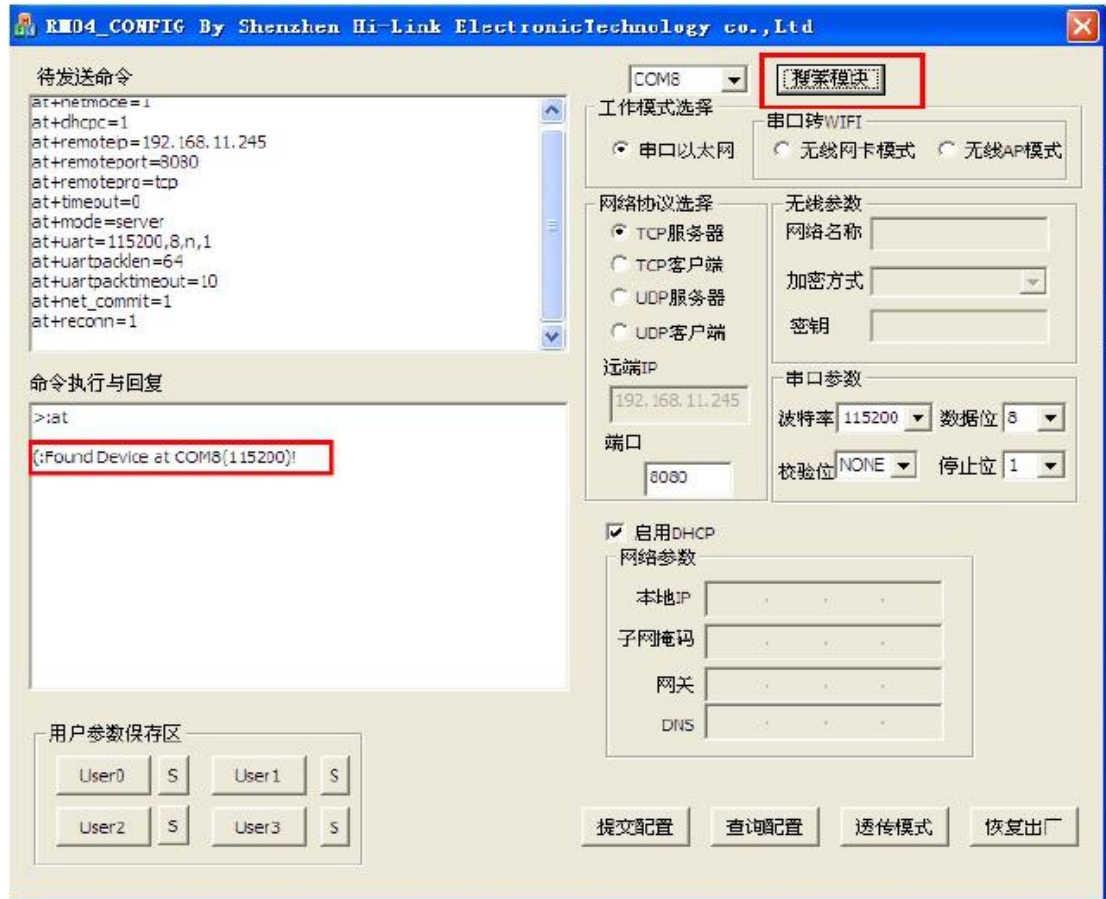 RM04_CONFIG By Shenzhen Hi-Link ElectronicTechnology co.,Ltd
待发送命令
at+netmode=1
at+dhcpc=1
at+remoteip=192.168.11.245
at+remoteport=8080
at+remotepro=tcp
at+timeout=0
at+mode=server
at+uart=115200,8,n,1
at+uartpacklen=64
at+uartpacktimeout=10
at+net_commit=1
at+reconn=1
命令执行与回复
>:at
(:Found Device at COM8(115200)!
用户参数保存区
User0 S User1 S
User2 S User3 S
COM8 搜索模块
工作模式选择
串口以太网
串口转WIFI
无线网卡模式 无线AP模式
网络协议选择
TCP服务器
TCP客户端
UDP服务器
UDP客户端
远端IP
192.168.11.245
端口
8080
无线参数
网络名称
加密方式
密钥
串口参数
波特率 115200 数据位 8
校验位 NONE 停止位 1
启用DHCP
网络参数
本地IP
子网掩码
网关
DNS
提交配置 查询配置 透传模式 恢复出厂